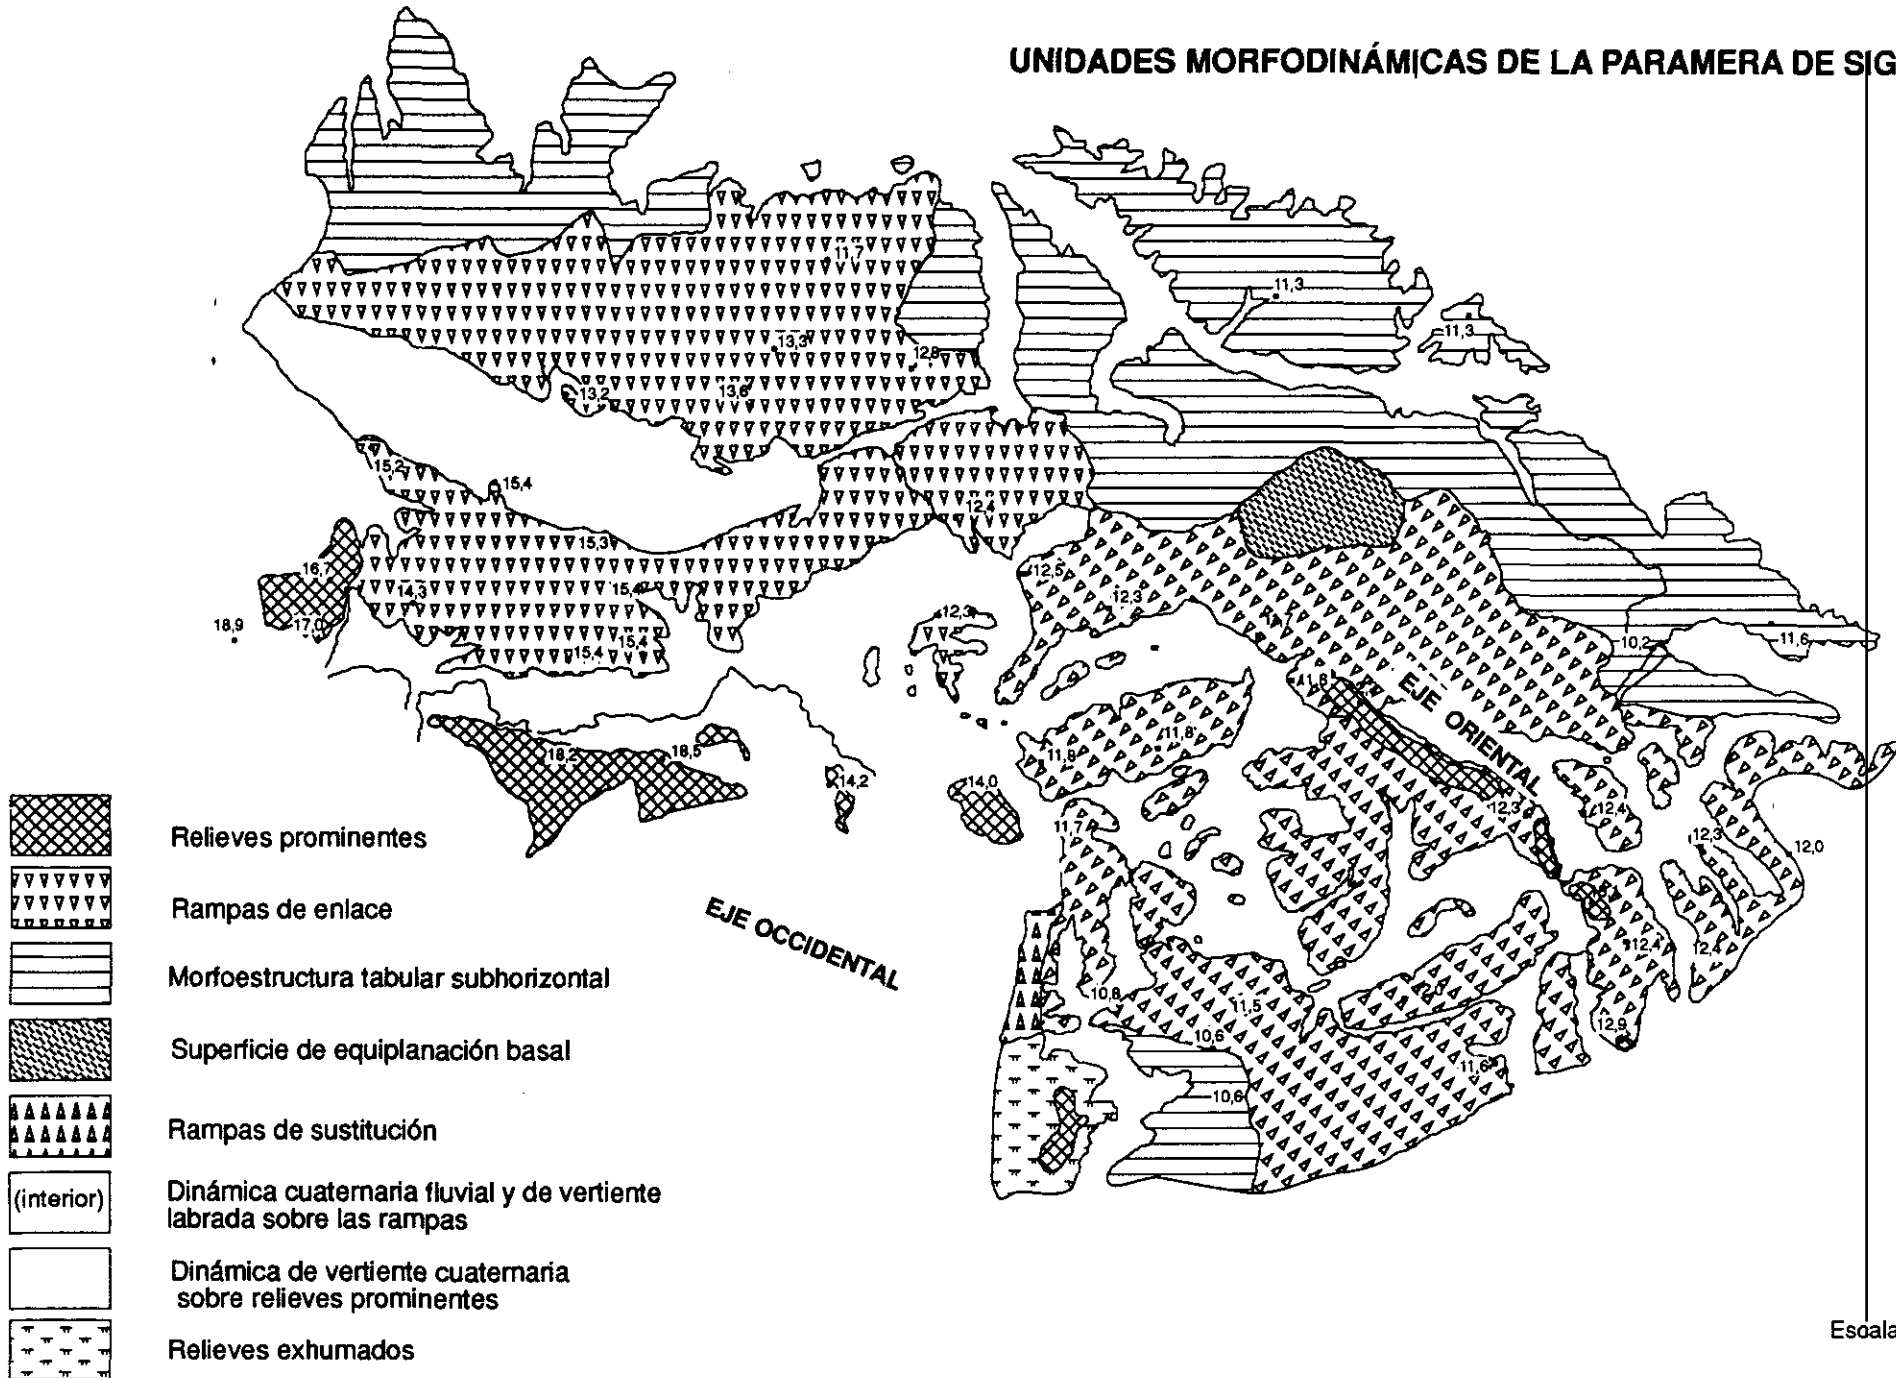 UNIDADES MORFODINÁMICAS DE LA PARAMERA DE SIG
11,7
11,3
11,3
13,3
12,8
13,2
13,6
15,2
15,4
12,4
15,3
16,7
14,3
15,4
12,5
12,3
12,3
18,9
17,0
15,4
15,4
10,2
11,6
11,8
EJE ORIENTAL
18,2
18,5
11,8
11,8
14,2
14,0
12,3
12,4
11,7
12,3
12,0
EJE OCCIDENTAL
12,4
12,4
10,8
11,5
12,9
10,6
11,6
10,6
Relieves prominentes
Rampas de enlace
Morfoestructura tabular subhorizontal
Superficie de equiplanación basal
Rampas de sustitución
(interior)
Dinámica cuaternaria fluvial y de vertiente
labrada sobre las rampas
Dinámica de vertiente cuaternaria
sobre relieves prominentes
Relieves exhumados
Escala